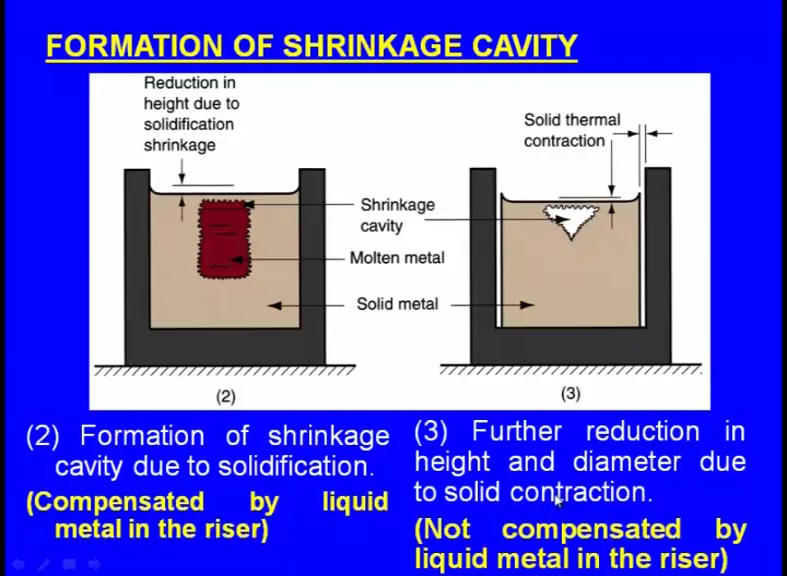 FORMATION OF SHRINKAGE CAVITY
Reduction in
height due to
solidification
shrinkage
Solid thermal
contraction
Shrinkage
cavity
Molten metal
Solid metal
(2)
(3)
(2) Formation of shrinkage
cavity due to solidification.
(Compensated by liquid
metal in the riser)
(3) Further reduction in
height and diameter due
to solid contraction.
(Not compensated by
liquid metal in the riser)